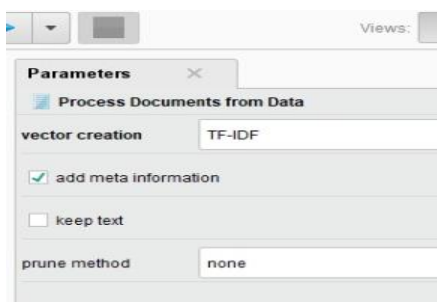 Views:
Parameters
Process Documents from Data
vector creation TF-IDF
add meta information
keep text
prune method none